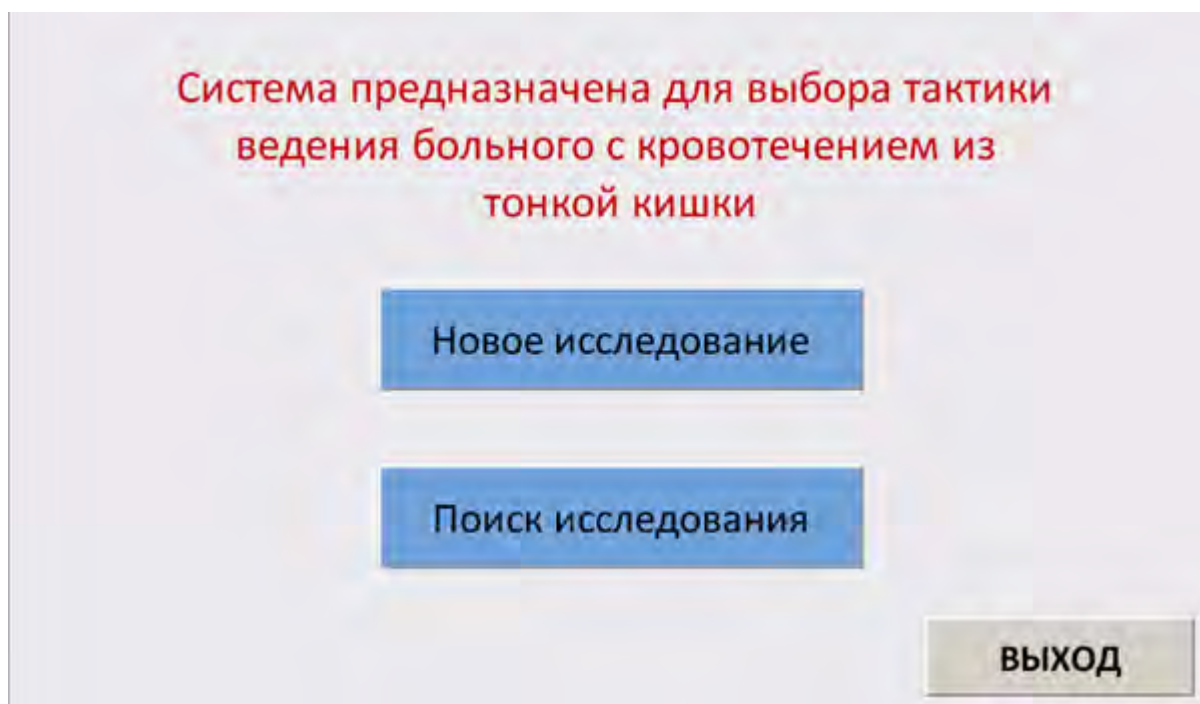 Система предназначена для выбора тактики
ведения больного с кровотечением из
тонкой кишки
Новое исследование
Поиск исследования
ВЫХОД